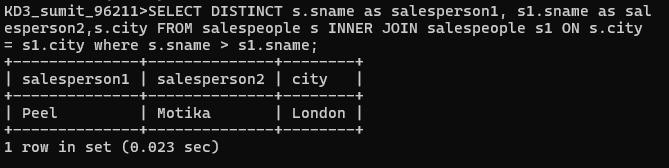 KD3_sumit_96211>SELECT DISTINCT s.sname as salesperson1, s1.sname as sal
esperson2,s.city FROM salespeople s INNER JOIN salespeople s1 ON s.city
= s1.city where s.sname > s1.sname;
+--------------+--------------+--------+
| salesperson1 | salesperson2 | city   |
+--------------+--------------+--------+
| Peel         | Motika       | London |
+--------------+--------------+--------+
1 row in set (0.023 sec)